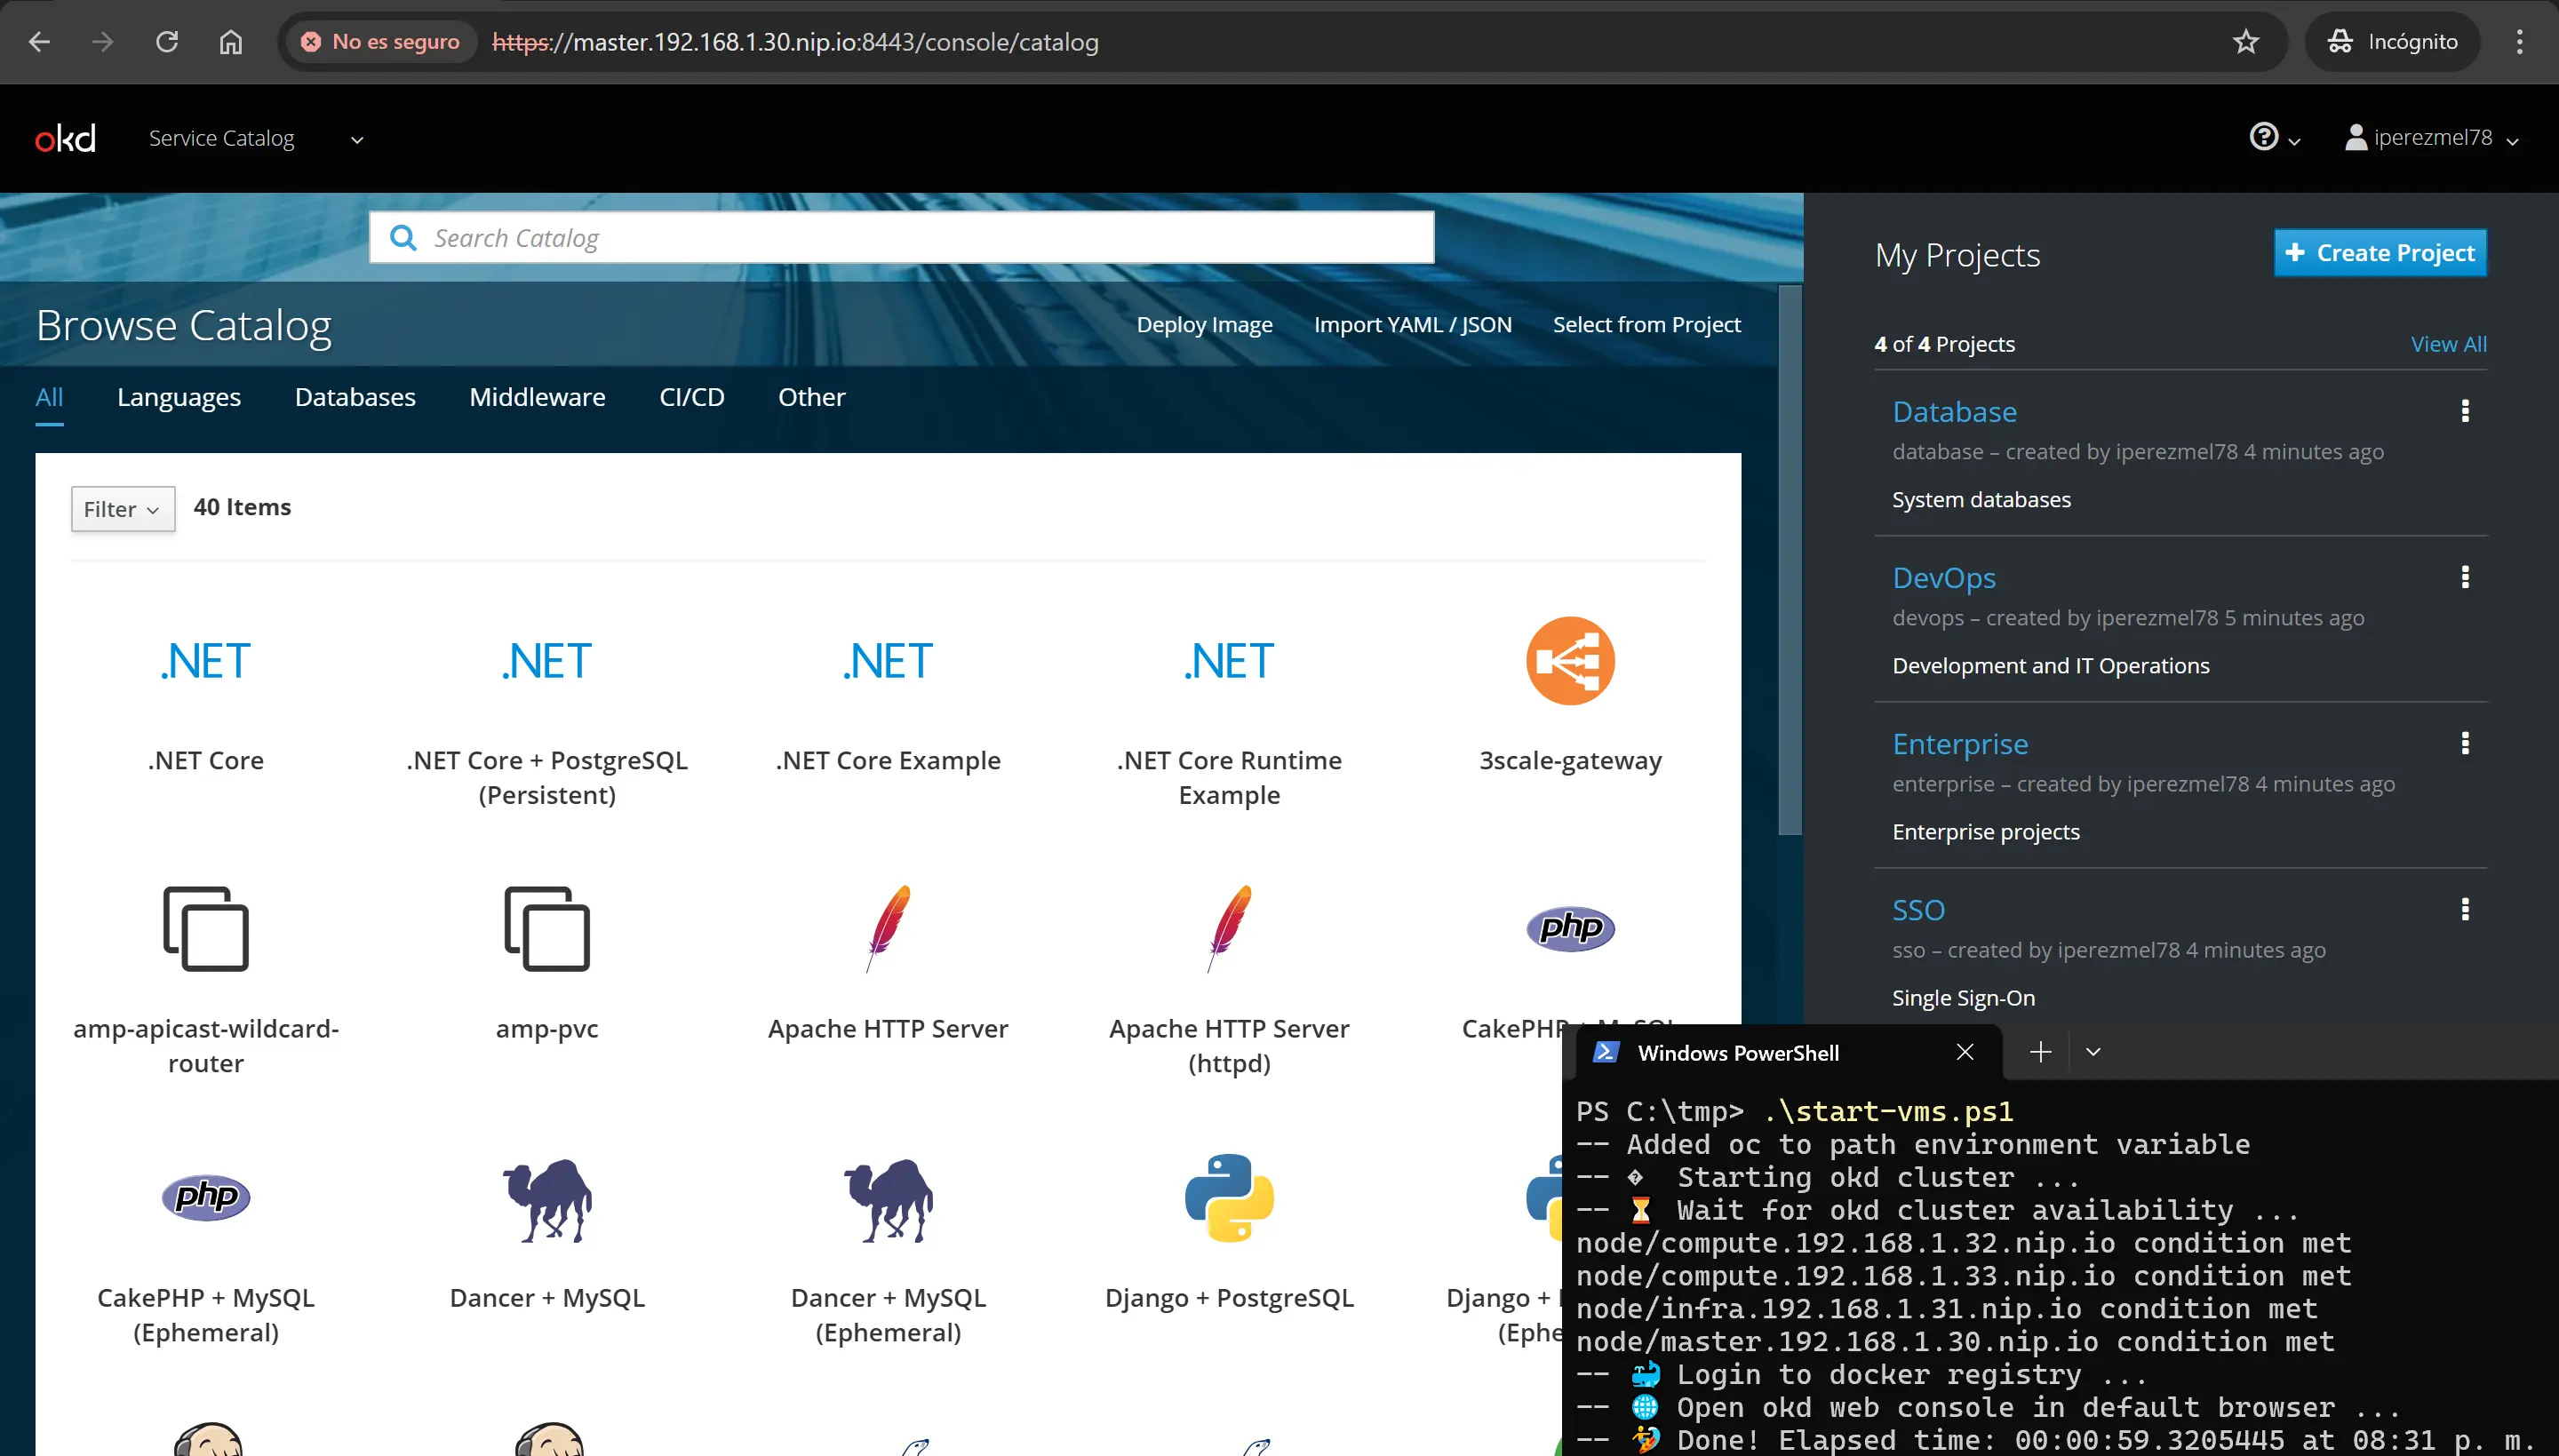 No es seguro
https://master.192.168.1.30.nip.io:8443/console/catalog
Incógnito
okd
Service Catalog
iperezmel78
Search Catalog
Browse Catalog
Deploy Image
Import YAML / JSON
Select from Project
All
Languages
Databases
Middleware
CI/CD
Other
Filter
40 Items
.NET
.NET
.NET
.NET
.NET Core
.NET Core + PostgreSQL
(Persistent)
.NET Core Example
.NET Core Runtime
Example
3scale-gateway
php
amp-apicast-wildcard-
router
amp-pvc
Apache HTTP Server
Apache HTTP Server
(httpd)
CakePHP
php
CakePHP + MySQL
(Ephemeral)
Dancer + MySQL
Dancer + MySQL
(Ephemeral)
Django + PostgreSQL
Django +
(Ephe
My Projects
Create Project
4 of 4 Projects
View All
Database
database – created by iperezmel78 4 minutes ago
System databases
DevOps
devops – created by iperezmel78 5 minutes ago
Development and IT Operations
Enterprise
enterprise – created by iperezmel78 4 minutes ago
Enterprise projects
SSO
sso – created by iperezmel78 4 minutes ago
Single Sign-On
Windows PowerShell
PS C:\tmp> .\start-vms.ps1
-- Added oc to path environment variable
-- � Starting okd cluster ...
-- ⏳ Wait for okd cluster availability ...
node/compute.192.168.1.32.nip.io condition met
node/compute.192.168.1.33.nip.io condition met
node/infra.192.168.1.31.nip.io condition met
node/master.192.168.1.30.nip.io condition met
-- 🐳 Login to docker registry ...
-- 🌐 Open okd web console in default browser ...
-- 🏄 Done! Elapsed time: 00:00:59.3205445 at 08:31 p. m.